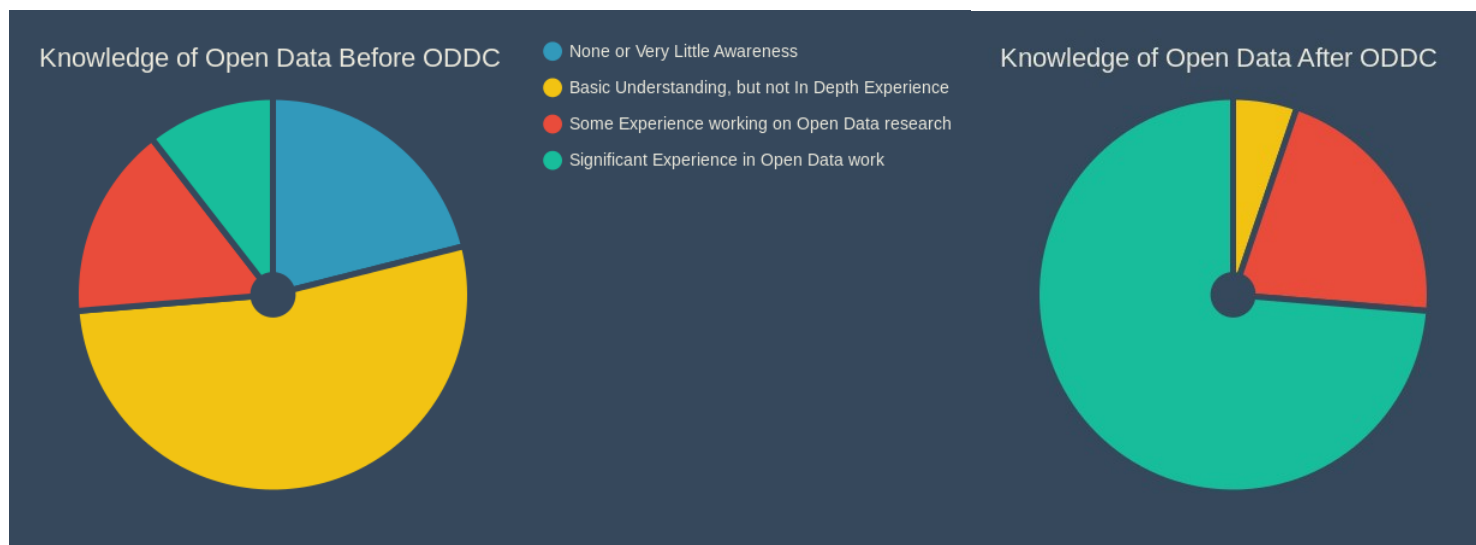 Knowledge of Open Data Before ODDC
None or Very Little Awareness
Basic Understanding, but not In Depth Experience
Some Experience working on Open Data research
Significant Experience in Open Data work
Knowledge of Open Data After ODDC